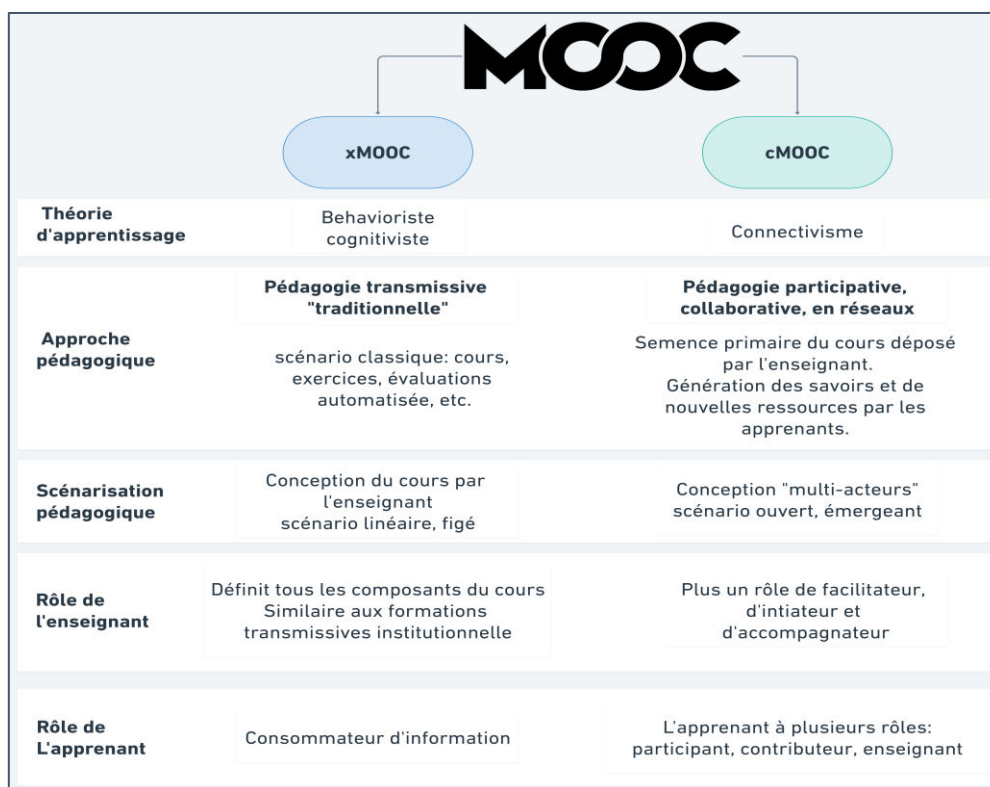 MOOC
xMOOC
cMOOC
Théorie
d'apprentissage
Behavioriste
cognitiviste
Connectivisme
Approche
pédagogique
Pédagogie transmissive
"traditionnelle"
scénario classique: cours,
exercices, évaluations
automatisée, etc.
Pédagogie participative,
collaborative, en réseaux
Semence primaire du cours déposé
par l'enseignant.
Génération des savoirs et de
nouvelles ressources par les
apprenants.
Scénarisation
pédagogique
Conception du cours par
l'enseignant
scénario linéaire, figé
Conception "multi-acteurs"
scénario ouvert, émergeant
Rôle de
l'enseignant
Définit tous les composants du cours
Similaire aux formations
transmissives institutionnelle
Plus un rôle de facilitateur,
d'intiateur et
d'accompagnateur
Rôle de
L'apprenant
Consommateur d'information
L'apprenant à plusieurs rôles:
participant, contributeur, enseignant